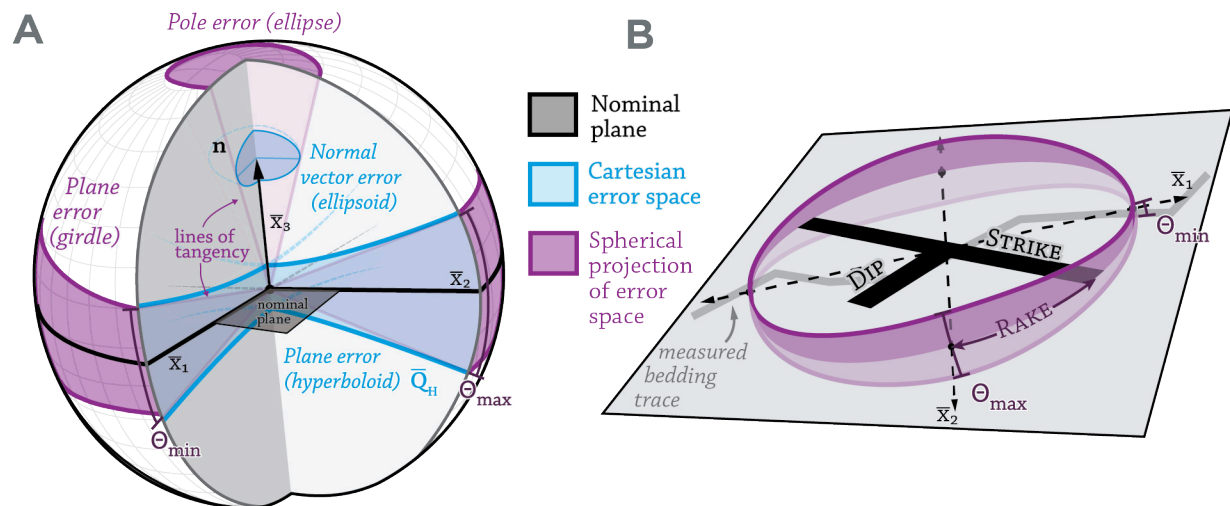 A
Pole error (ellipse)
n
Normal
vector error
(ellipsoid)
Plane
error
(girdle)
lines of
tangency
x̄₃
x̄₂
nominal
plane
x̄₁
Plane error
(hyperboloid) Q̄_H
Θmin
Θmax
Nominal
plane
Cartesian
error space
Spherical
projection
of error
space
B
x̄₁
Θmin
STRIKE
DIP
RAKE
measured
bedding
trace
Θmax
x̄₂